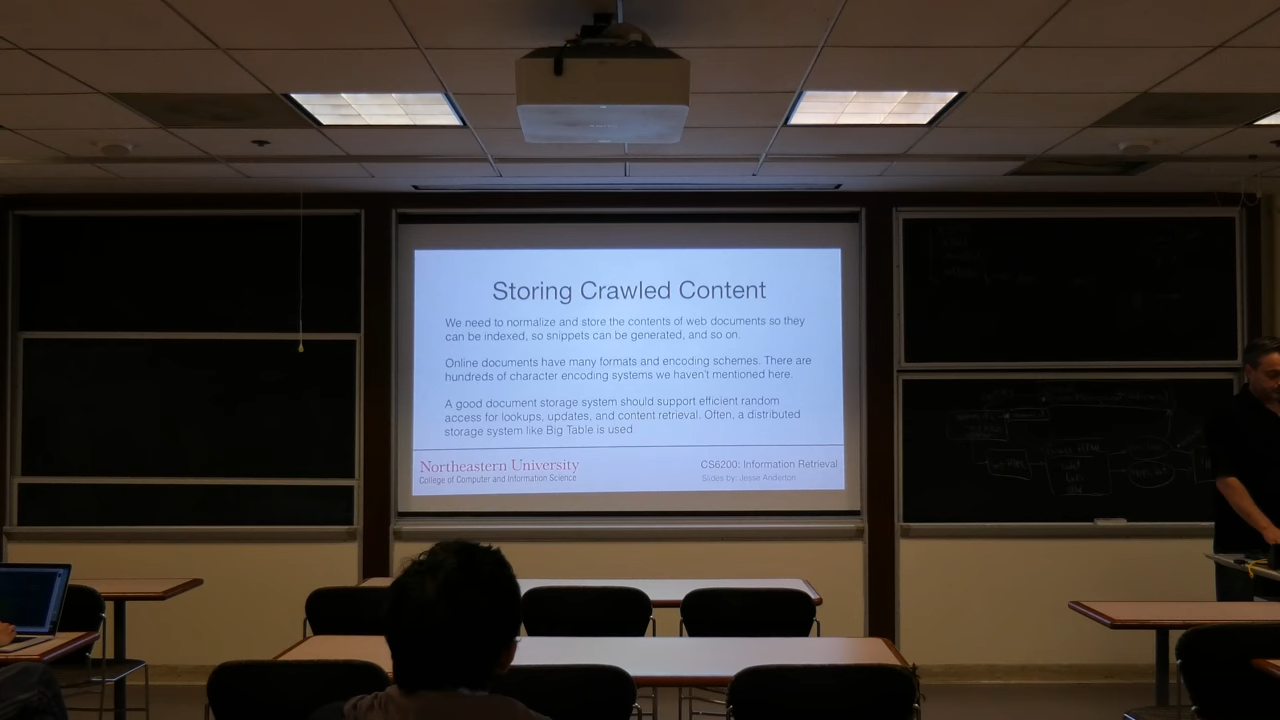 Storing Crawled Content
We need to normalize and store the contents of web documents so they
can be indexed, so snippets can be generated, and so on.
Online documents have many formats and encoding schemes. There are
hundreds of character encoding systems we haven't mentioned here.
A good document storage system should support efficient random
access for lookups, updates, and content retrieval. Often, a distributed
storage system like Big Table is used
Northeastern University
College of Computer and Information Science
CS6200: Information Retrieval
Slides by: Jesse Anderton